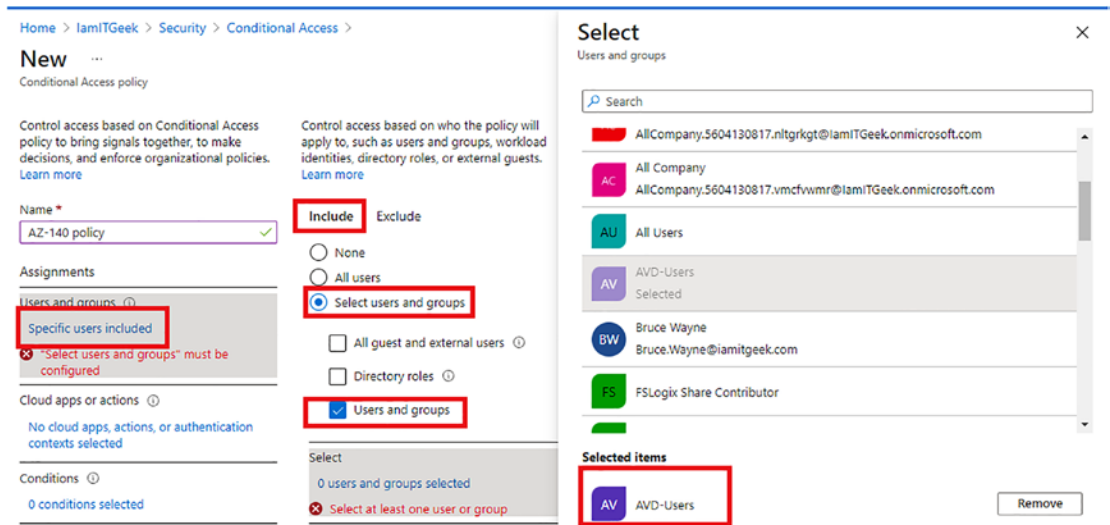 Home > IamITGeek > Security > Conditional Access >
New ...
Conditional Access policy
Control access based on Conditional Access
policy to bring signals together, to make
decisions, and enforce organizational policies.
Learn more
Name *
AZ-140 policy
Assignments
Users and groups
Specific users included
"Select users and groups" must be
configured
Cloud apps or actions
No cloud apps, actions, or authentication
contexts selected
Conditions
0 conditions selected
Control access based on who the policy will
apply to, such as users and groups, workload
identities, directory roles, or external guests.
Learn more
Include Exclude
None
All users
Select users and groups
All guest and external users
Directory roles
Users and groups
Select
0 users and groups selected
Select at least one user or group
Select
Users and groups
Search
AllCompany.5604130817.nltgrkgt@IamITGeek.onmicrosoft.com
AC
All Company
AllCompany.5604130817.vmcfvwmr@IamITGeek.onmicrosoft.com
AU
All Users
AV
AVD-Users
Selected
BW
Bruce Wayne
Bruce.Wayne@iamitgeek.com
FS
FSLogix Share Contributor
Selected items
AV
AVD-Users
Remove